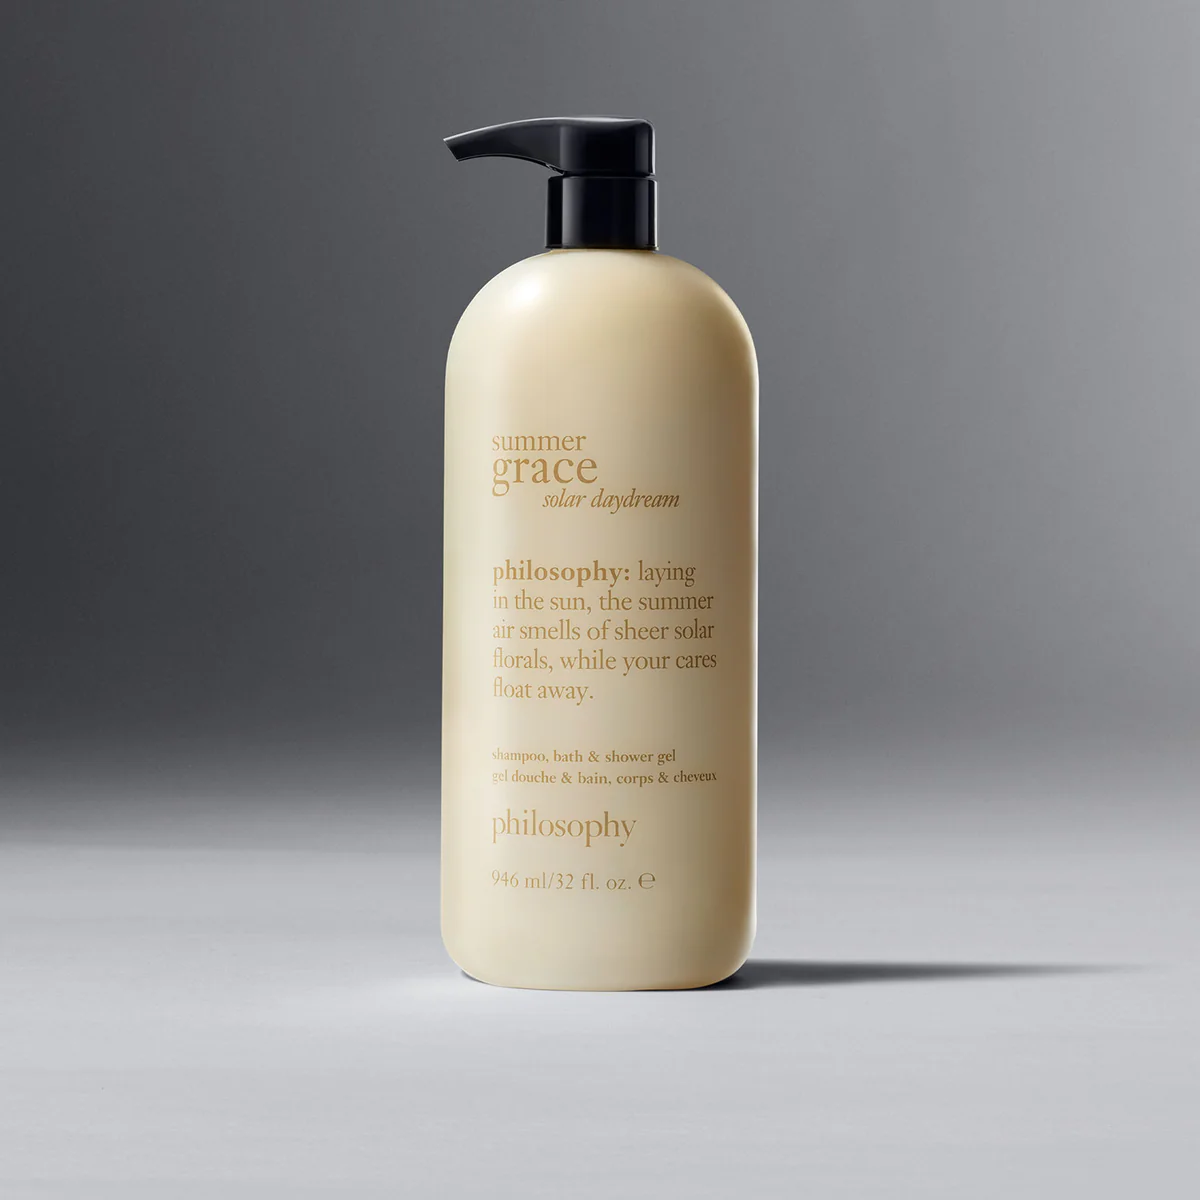 summer
grace
solar daydream
philosophy: laying
in the sun, the summer
air smells of sheer solar
florals, while your cares
float away.
shampoo, bath & shower gel
gel douche & bain, corps & cheveux
philosophy
946 ml/32 fl. oz. ℮